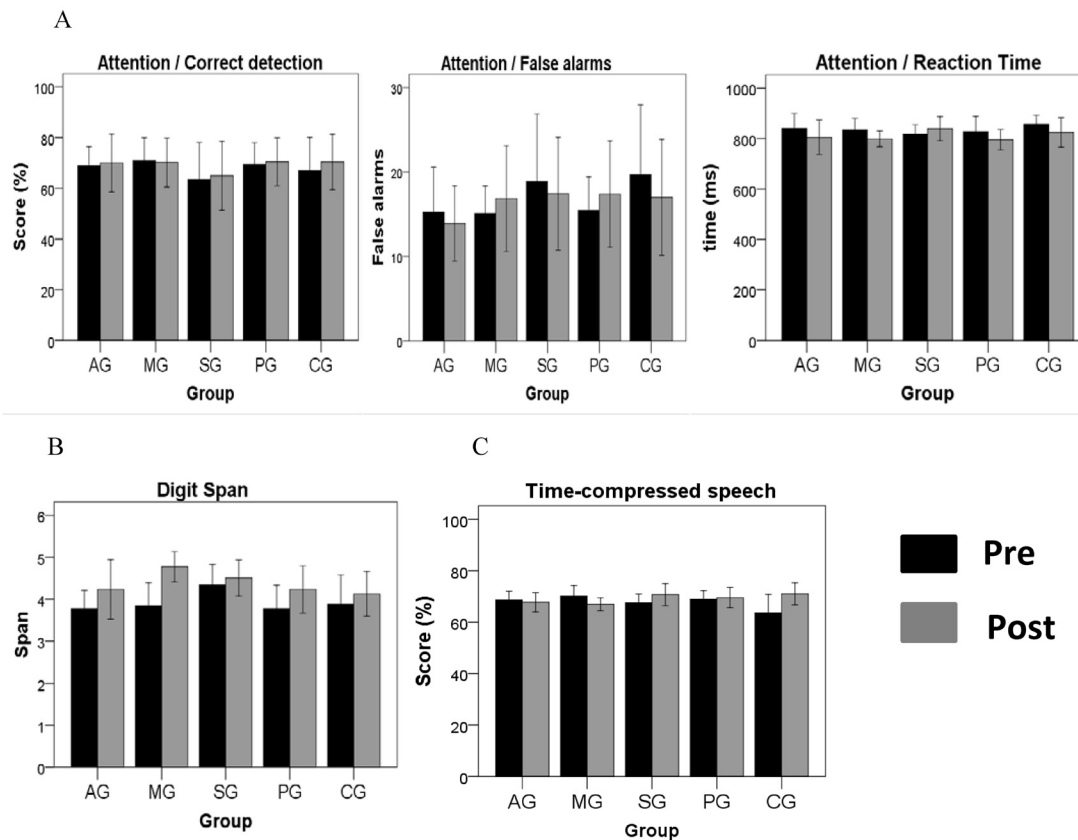 A
Attention / Correct detection
Score (%)
100
80
60
40
20
0
AG MG SG PG CG
Group
Attention / False alarms
False alarms
30
20
10
0
AG MG SG PG CG
Group
Attention / Reaction Time
time (ms)
1000
800
600
400
200
0
AG MG SG PG CG
Group
B
Digit Span
Span
6
5
4
3
2
1
0
AG MG SG PG CG
Group
C
Time-compressed speech
Score (%)
100
80
60
40
20
0
AG MG SG PG CG
Group
Pre
Post